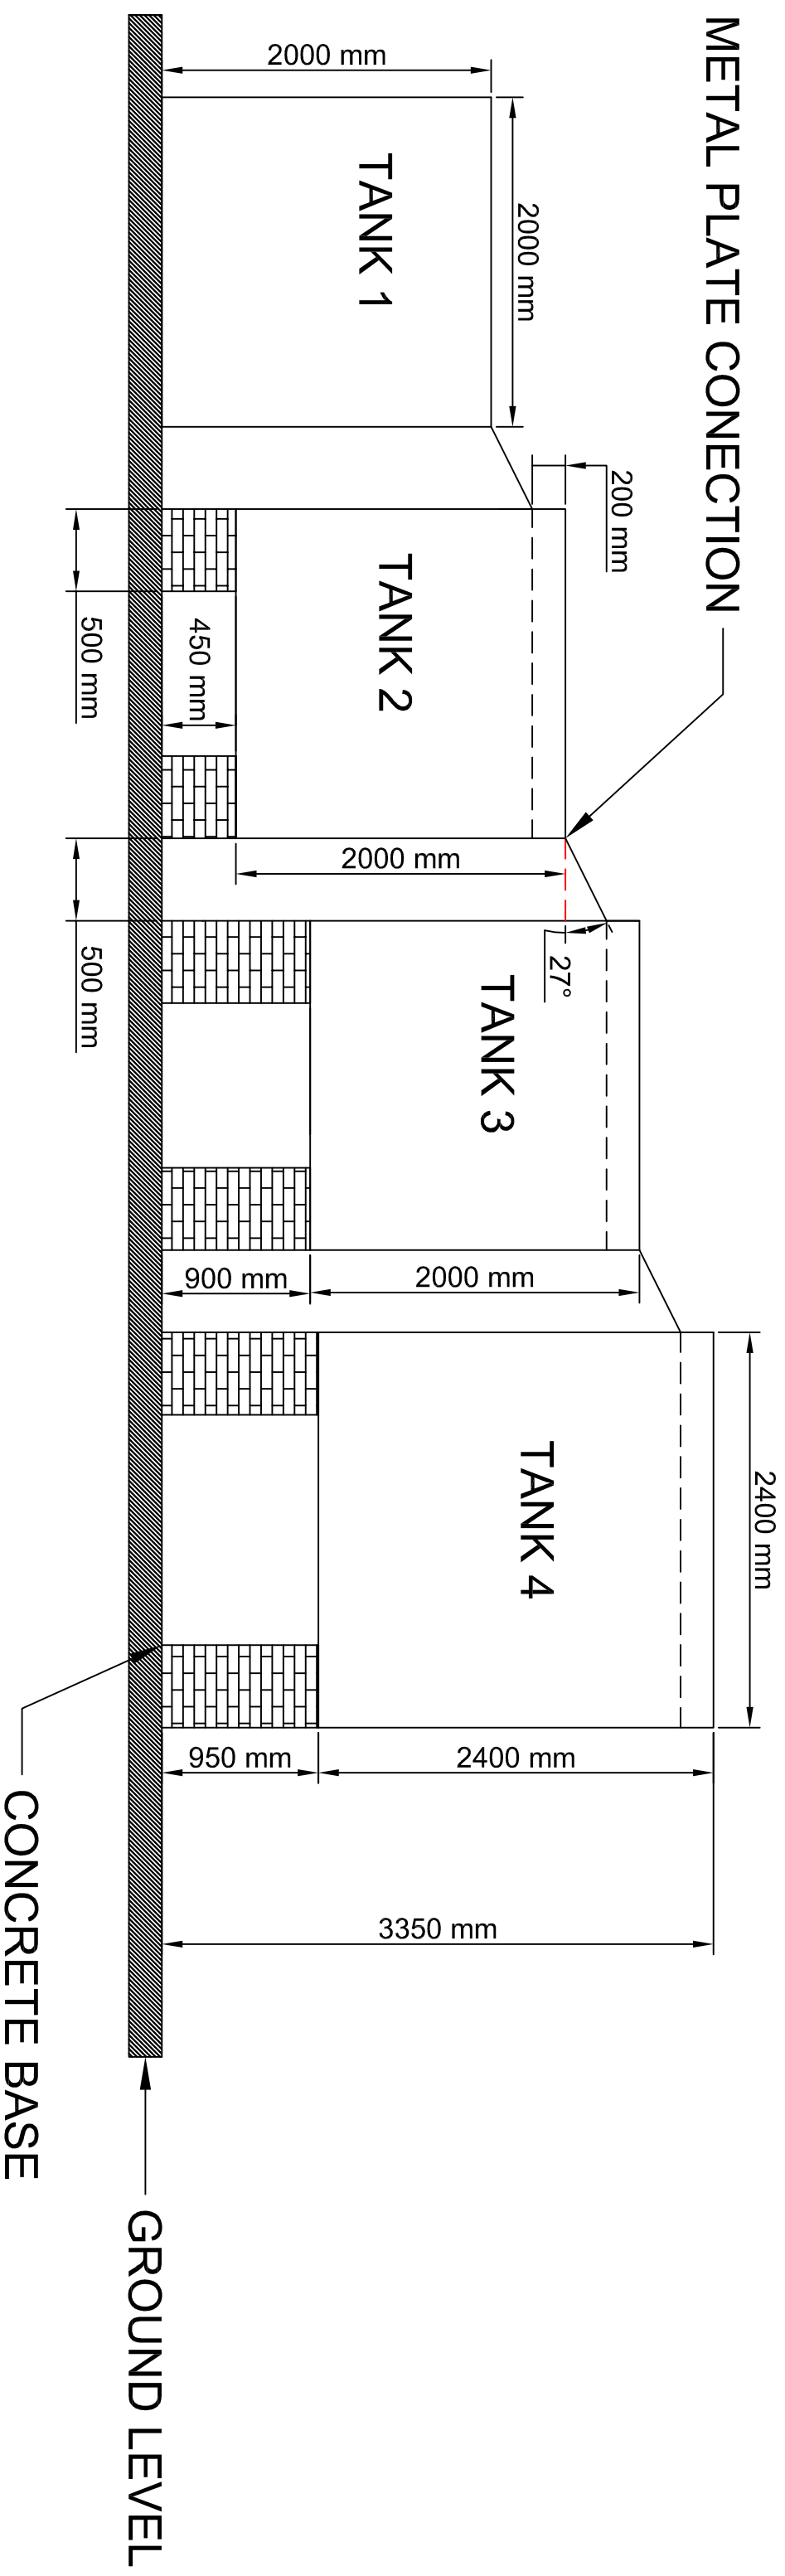 METAL PLATE CONECTION
2000 mm
2000 mm
TANK 1
200 mm
TANK 2
450 mm
500 mm
2000 mm
500 mm
27°
TANK 3
900 mm
2000 mm
2400 mm
TANK 4
950 mm
2400 mm
3350 mm
CONCRETE BASE
GROUND LEVEL